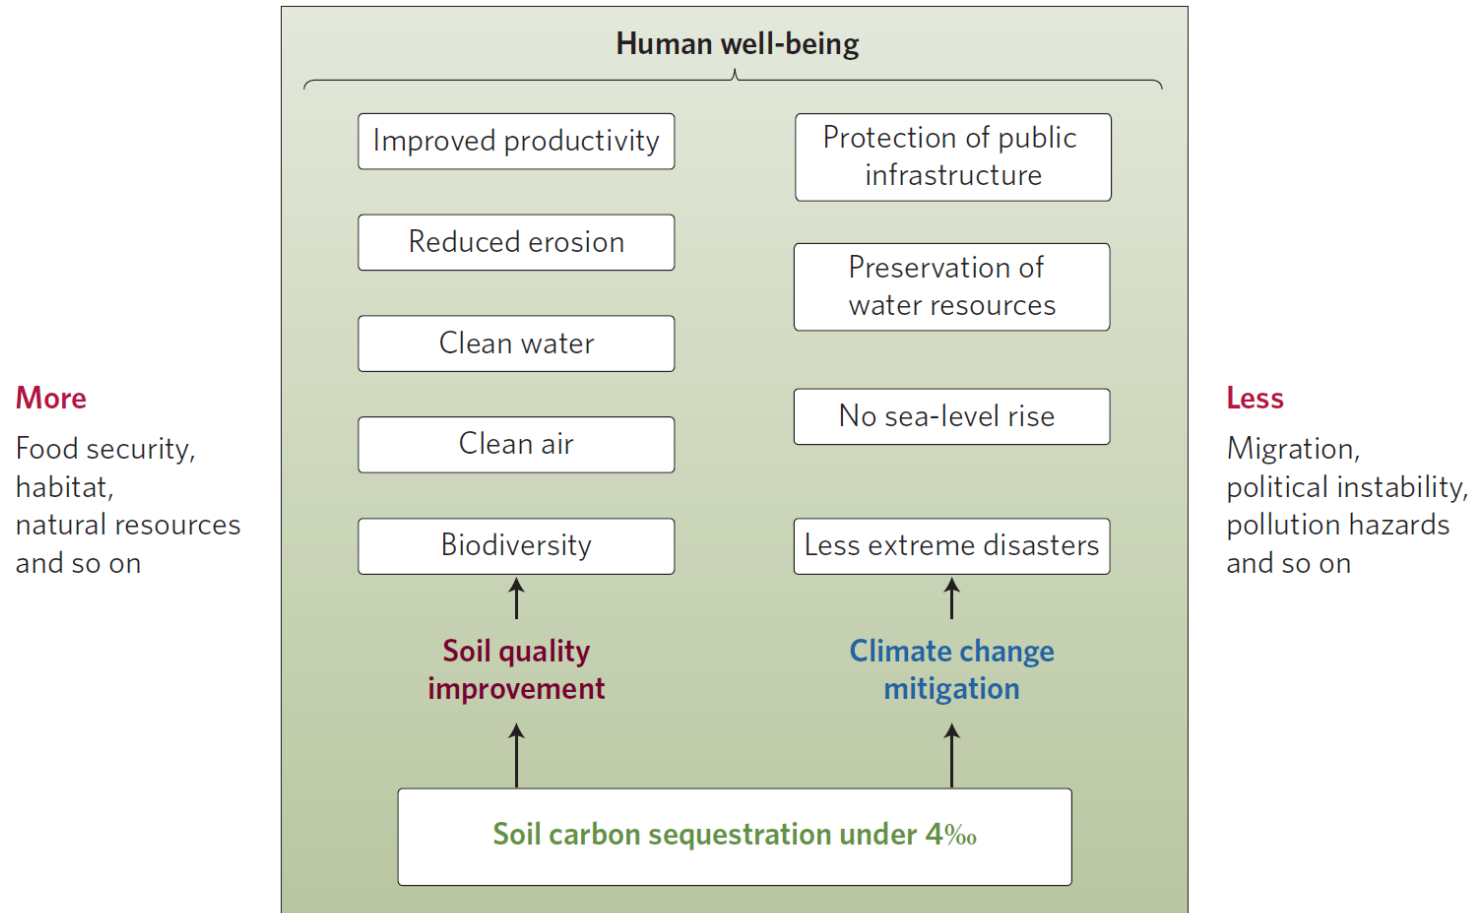 Human well-being
Improved productivity
Reduced erosion
Clean water
Clean air
Biodiversity
Soil quality
improvement
Protection of public
infrastructure
Preservation of
water resources
No sea-level rise
Less extreme disasters
Climate change
mitigation
Soil carbon sequestration under 4‰
More
Food security,
habitat,
natural resources
and so on
Less
Migration,
political instability,
pollution hazards
and so on